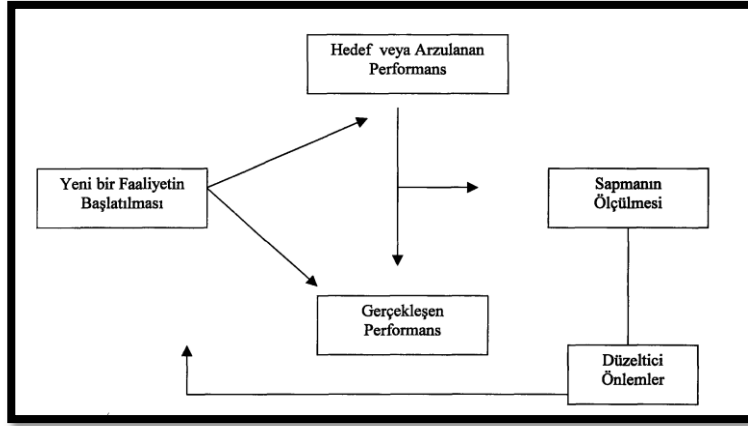 Hedef veya Arzulanan
Performans
Yeni bir Faaliyetin
Başlatılması
Sapmanın
Ölçülmesi
Gerçekleşen
Performans
Düzeltici
Önlemler